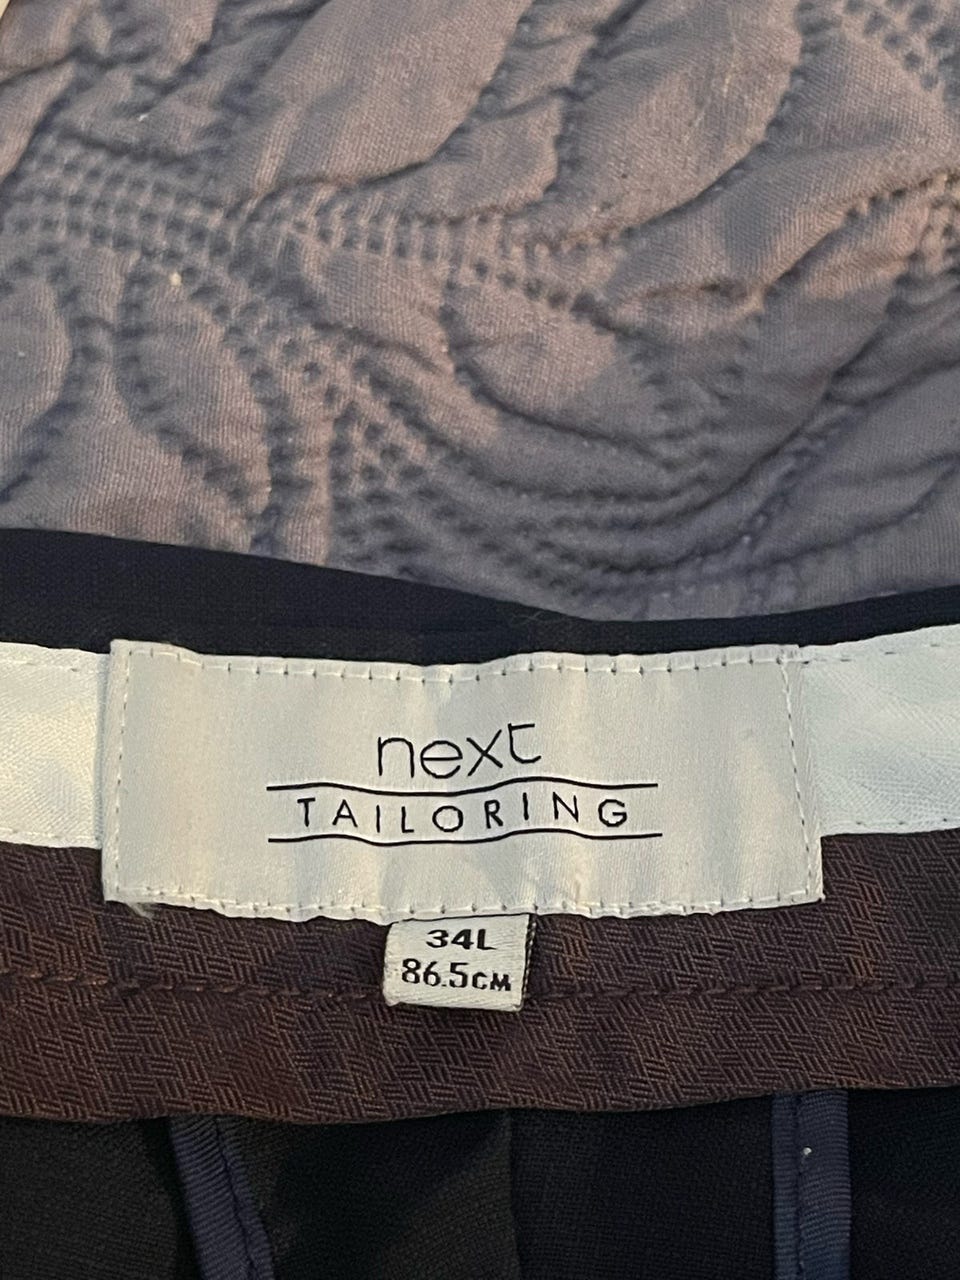 next
TAILORING
34L
86.5CM